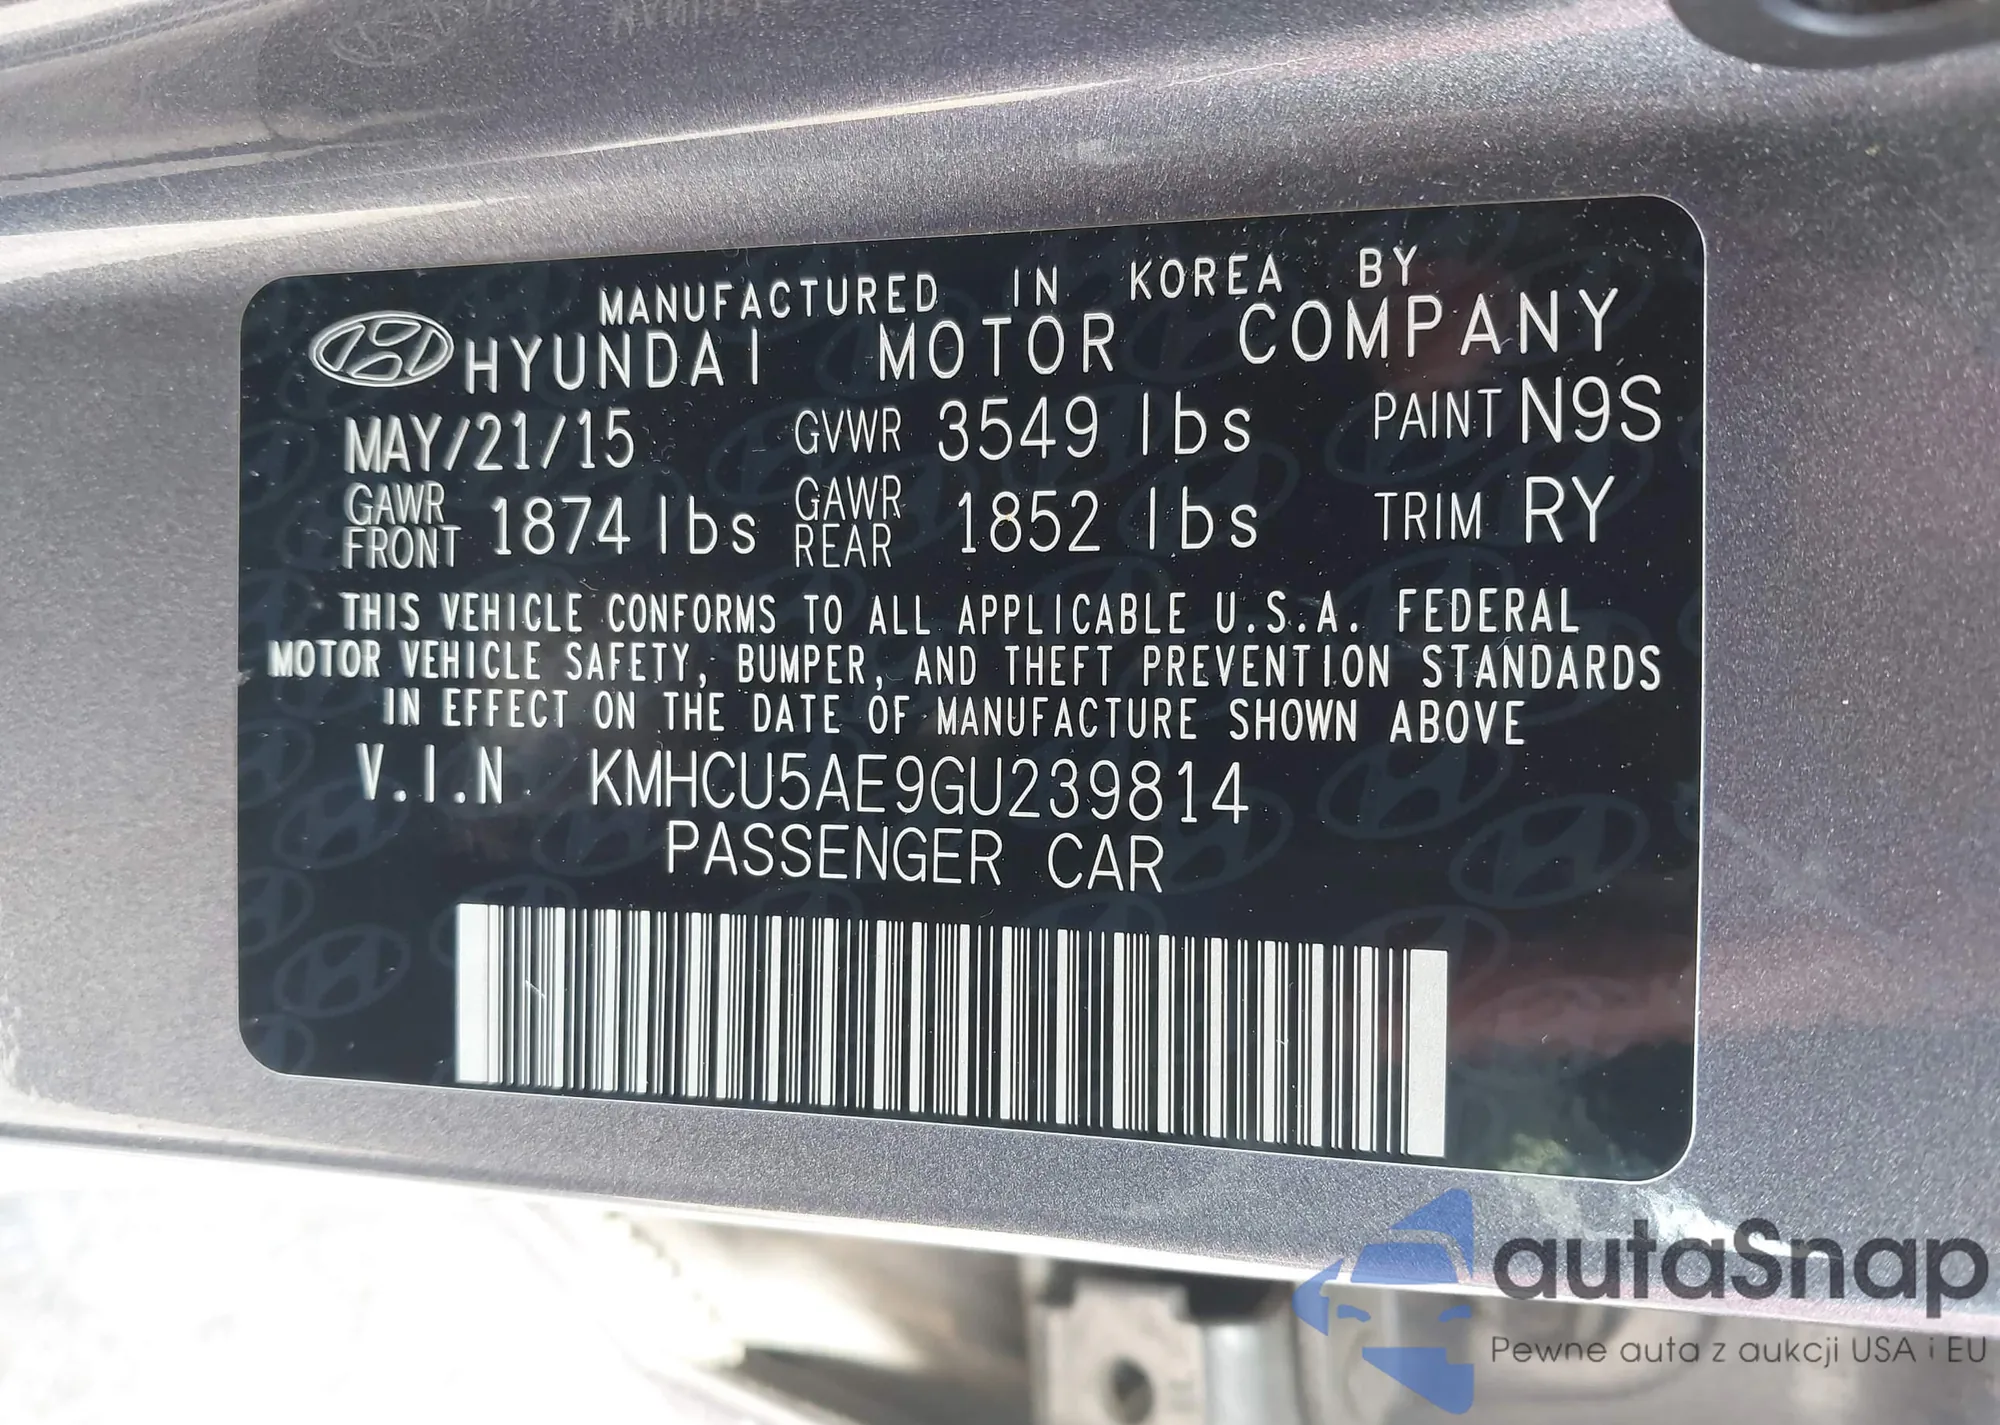 MANUFACTURED IN KOREA BY
HYUNDAI MOTOR COMPANY
MAY/21/15 GVWR 3549 lbs PAINT N9S
GAWR FRONT 1874 lbs GAWR REAR 1852 lbs TRIM RY
THIS VEHICLE CONFORMS TO ALL APPLICABLE U.S.A. FEDERAL
MOTOR VEHICLE SAFETY, BUMPER, AND THEFT PREVENTION STANDARDS
IN EFFECT ON THE DATE OF MANUFACTURE SHOWN ABOVE
V.I.N. KMHCU5AE9GU239814
PASSENGER CAR
autaSnap
Pewne auta z aukcji USA i EU